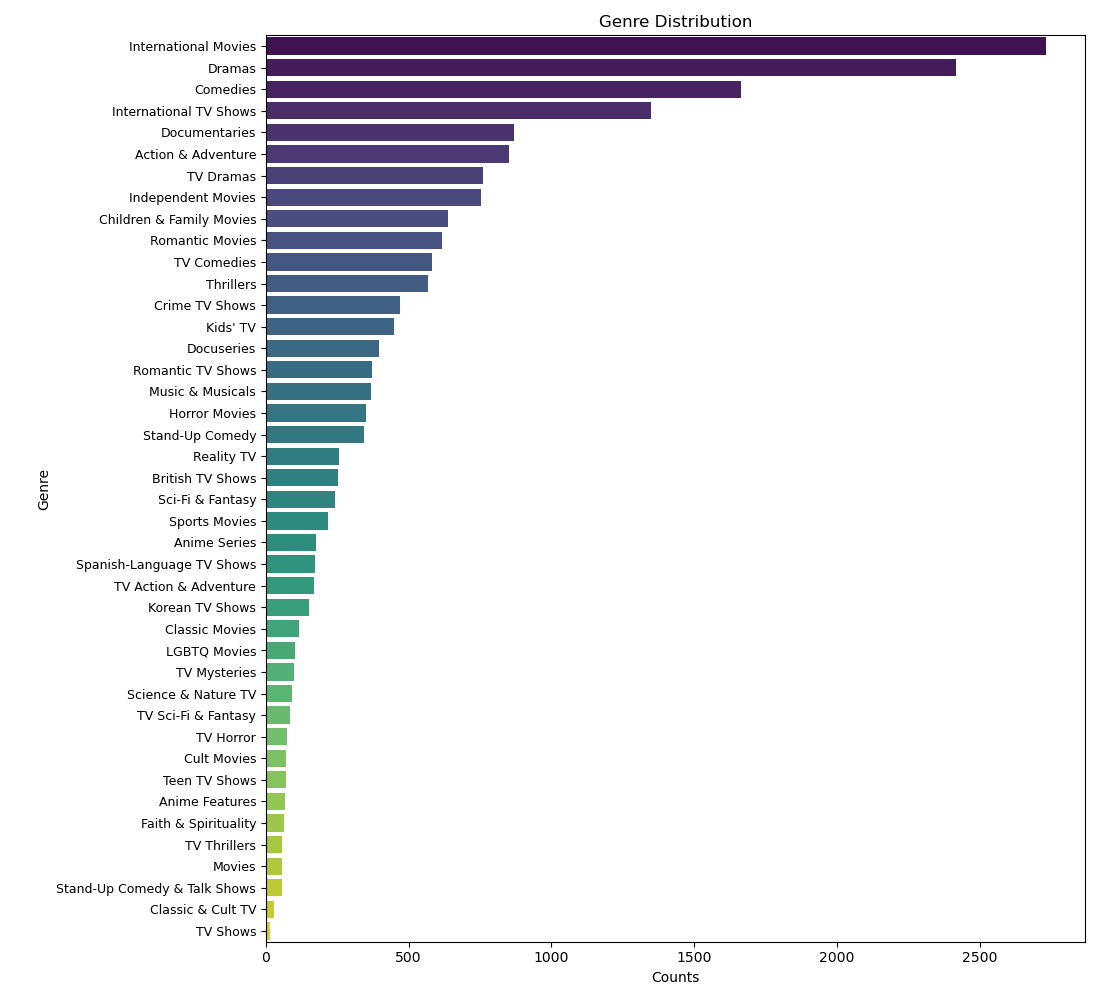 Genre Distribution
International Movies
Dramas
Comedies
International TV Shows
Documentaries
Action & Adventure
TV Dramas
Independent Movies
Children & Family Movies
Romantic Movies
TV Comedies
Thrillers
Crime TV Shows
Kids' TV
Docuseries
Romantic TV Shows
Music & Musicals
Horror Movies
Stand-Up Comedy
Reality TV
British TV Shows
Sci-Fi & Fantasy
Sports Movies
Anime Series
Spanish-Language TV Shows
TV Action & Adventure
Korean TV Shows
Classic Movies
LGBTQ Movies
TV Mysteries
Science & Nature TV
TV Sci-Fi & Fantasy
TV Horror
Cult Movies
Teen TV Shows
Anime Features
Faith & Spirituality
TV Thrillers
Movies
Stand-Up Comedy & Talk Shows
Classic & Cult TV
TV Shows
Genre
0 500 1000 1500 2000 2500
Counts